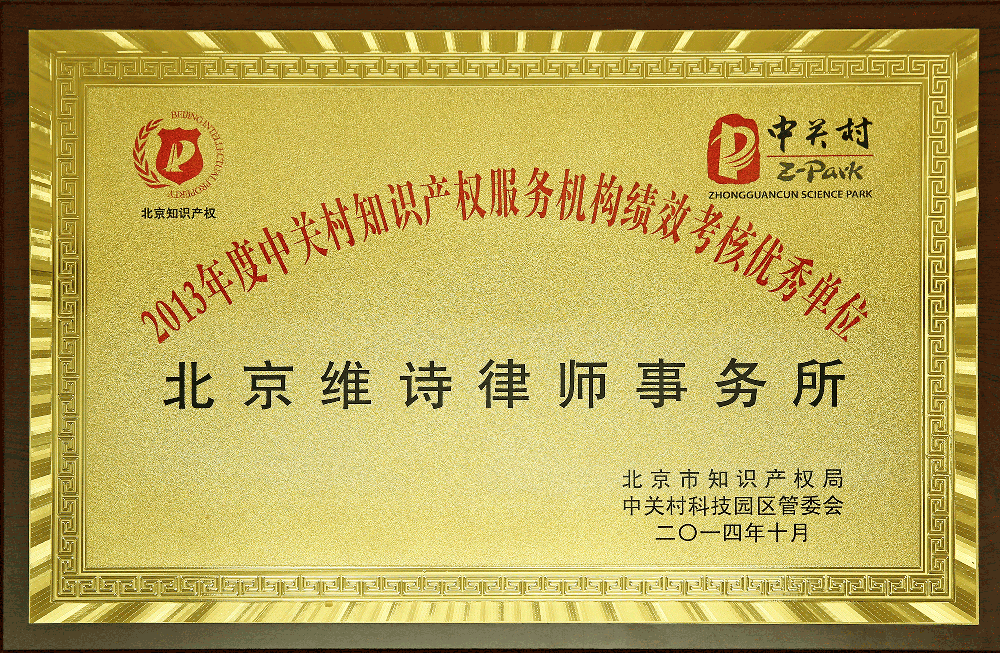 BEIJING INTELLECTUAL PROPERTY
北京知识产权
中关村
Z-Park
ZHONGGUANCUN SCIENCE PARK
2013年度中关村知识产权服务机构绩效考核优秀单位
北京维诗律师事务所
北京市知识产权局
中关村科技园区管委会
二〇一四年十月